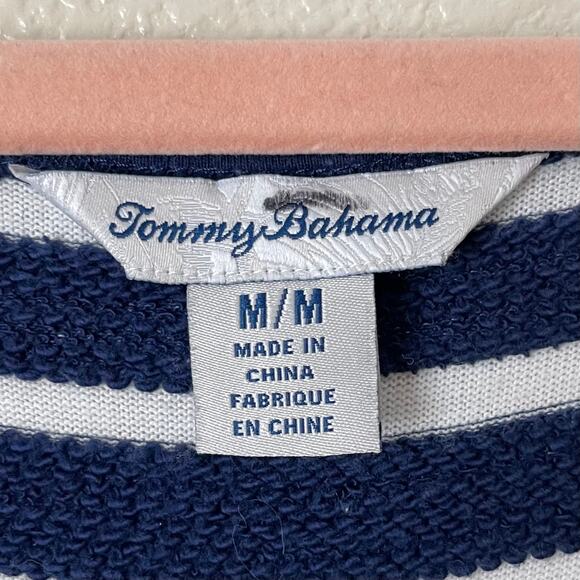 Tommy Bahama
M/M
MADE IN
CHINA
FABRIQUE
EN CHINE